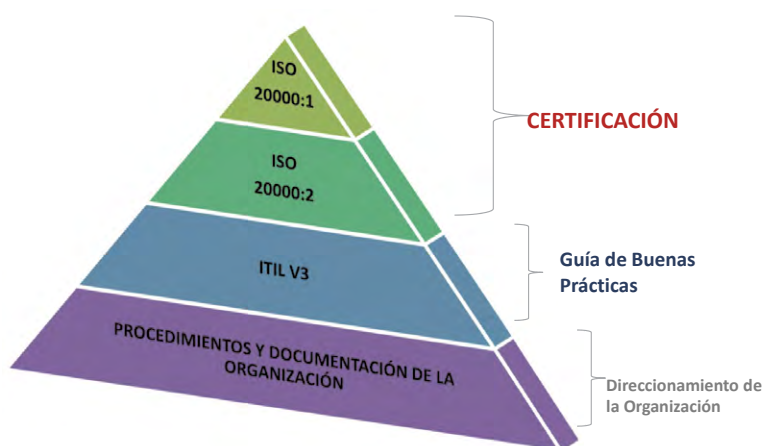 ISO
20000:1
CERTIFICACIÓN
ISO
20000:2
ITIL V3
Guía de Buenas
Prácticas
PROCEDIMIENTOS Y DOCUMENTACIÓN DE LA
ORGANIZACIÓN
Direccionamiento de
la Organización